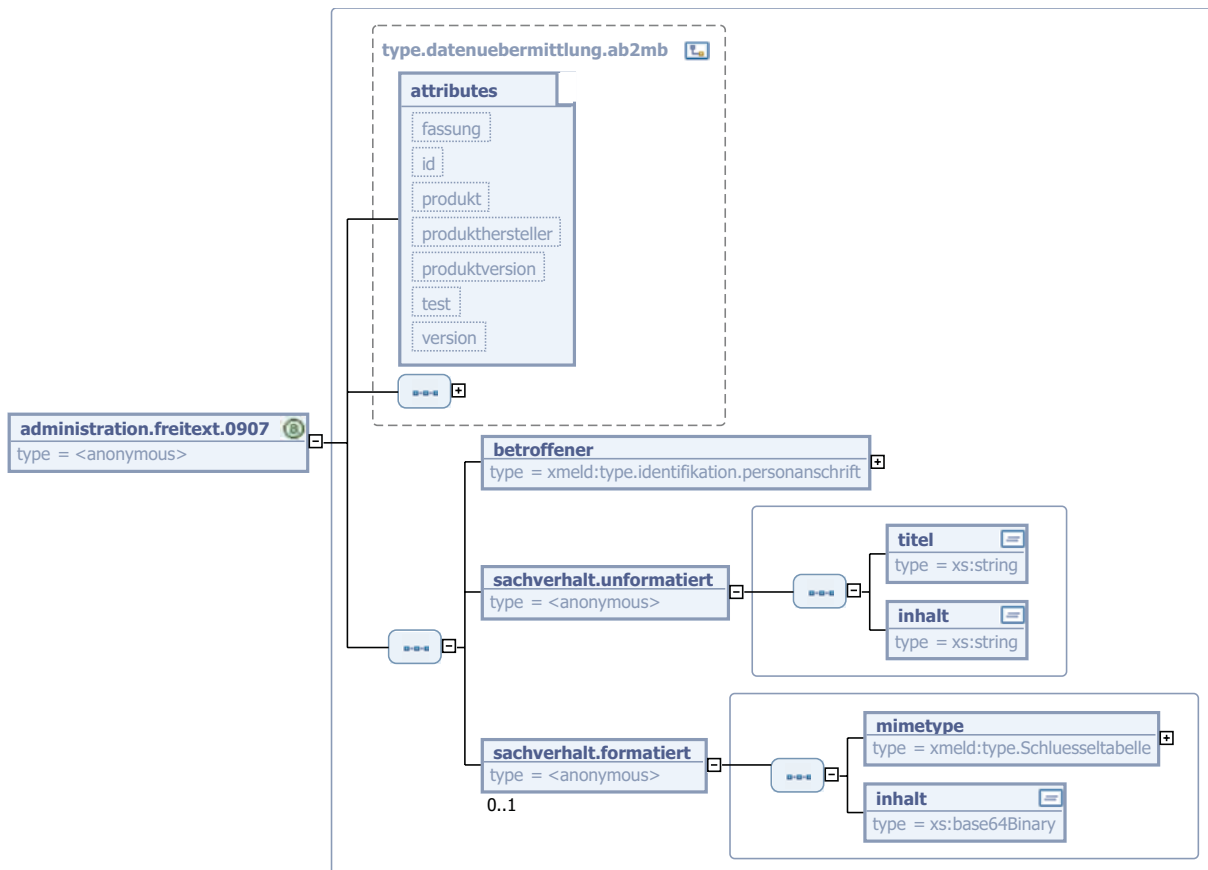 type.datenuebermittlung.ab2mb
attributes
fassung
id
produkt
produkthersteller
produktversion
test
version
administration.freitext.0907
type = <anonymous>
betroffener
type = xmeld:type.identifikation.personanschrift
sachverhalt.unformatiert
type = <anonymous>
titel
type = xs:string
inhalt
type = xs:string
sachverhalt.formatiert
type = <anonymous>
0..1
mimetype
type = xmeld:type.Schluesseltabelle
inhalt
type = xs:base64Binary